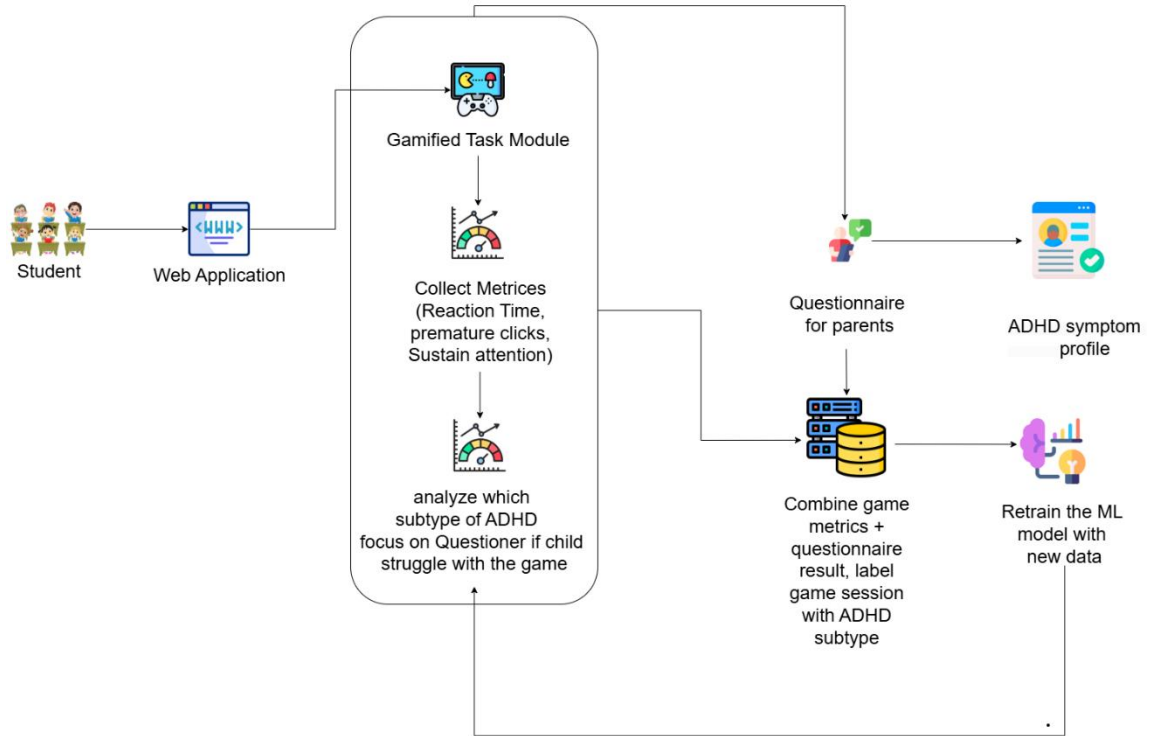 Gamified Task Module
<WWW>
Student
Web Application
Collect Metrices
(Reaction Time,
premature clicks,
Sustain attention)
analyze which
subtype of ADHD
focus on Questioner if child
struggle with the game
Questionnaire
for parents
ADHD symptom
profile
Combine game
metrics +
questionnaire
result, label
game session
with ADHD
subtype
Retrain the ML
model with
new data
.